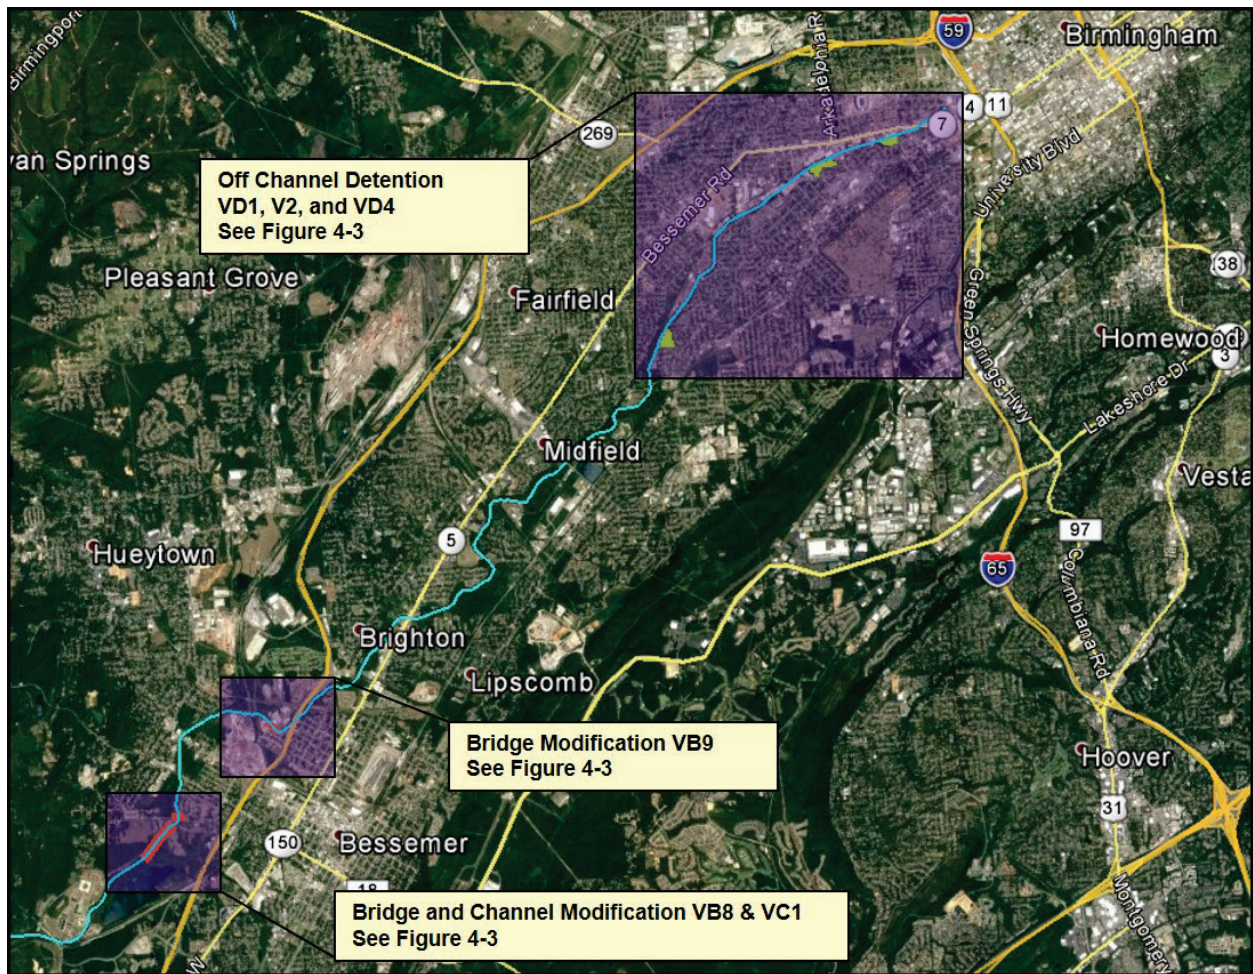 Birmingport
59
Birmingham
Arkadelphia R
4
11
7
269
University Blvd
van Springs
Off Channel Detention
VD1, V2, and VD4
See Figure 4-3
Bessemer Rd
Pleasant Grove
Fairfield
38
Green Springs Hwy
Homewood
3
Lakeshore Dr
Midfield
Vesta
5
97
Hueytown
65
Columbiana Rd
Brighton
Lipscomb
Bridge Modification VB9
See Figure 4-3
Hoover
31
150
Bessemer
18
Bridge and Channel Modification VB8 & VC1
See Figure 4-3
Montgomery
W